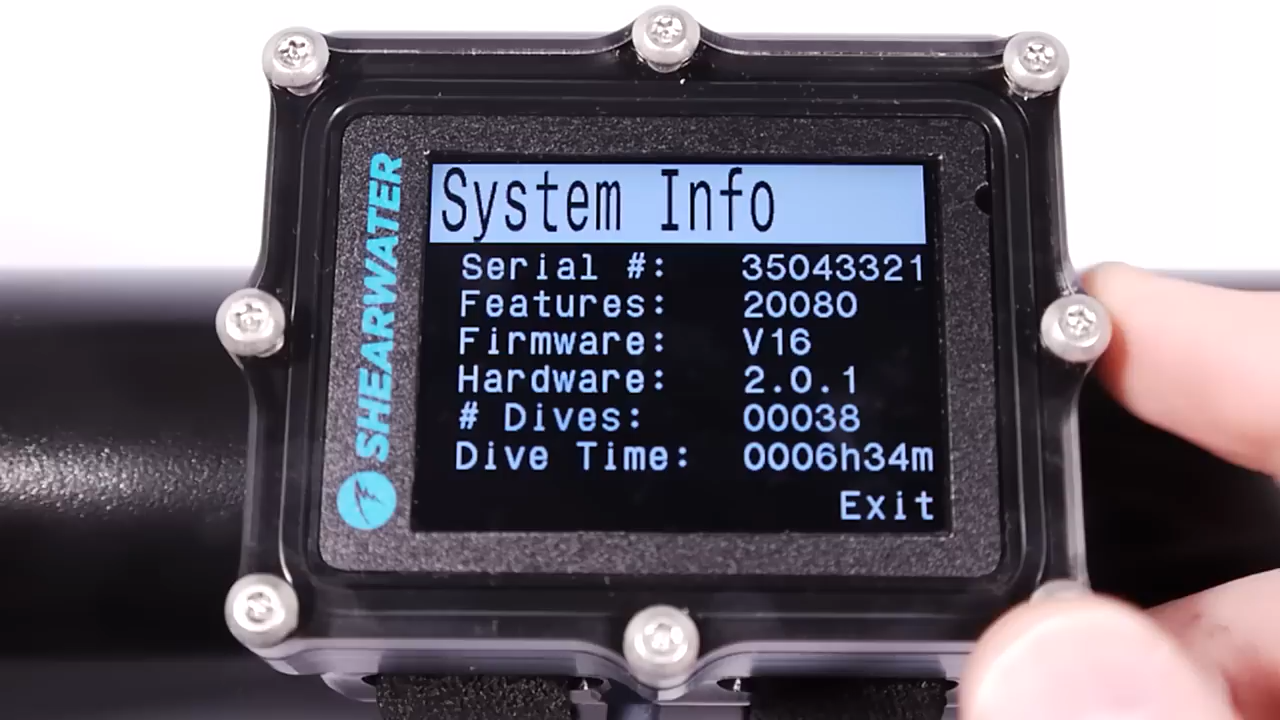 SHEARWATER
System Info
Serial #: 35043321
Features: 20080
Firmware: V16
Hardware: 2.0.1
# Dives: 00038
Dive Time: 0006h34m
Exit